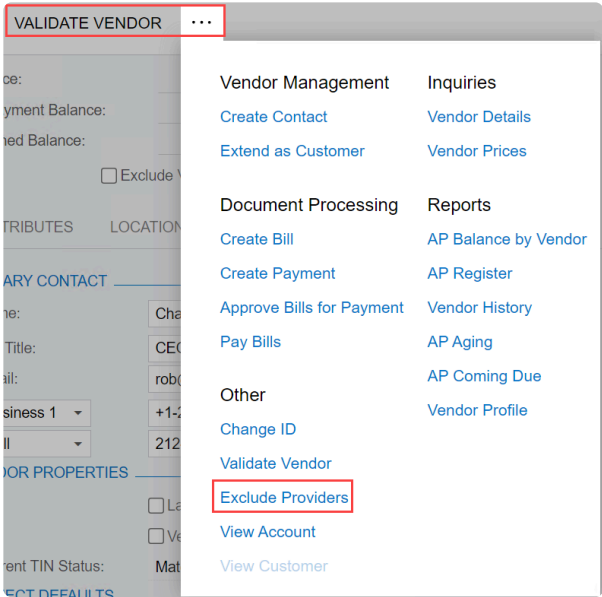 VALIDATE VENDOR ...
Vendor Management
Create Contact
Extend as Customer
Document Processing
Create Bill
Create Payment
Approve Bills for Payment
Pay Bills
Other
Change ID
Validate Vendor
Exclude Providers
View Account
View Customer
Inquiries
Vendor Details
Vendor Prices
Reports
AP Balance by Vendor
AP Register
Vendor History
AP Aging
AP Coming Due
Vendor Profile
ce:
yment Balance:
ned Balance:
Exclude V
TRIBUTES LOCATION
ARY CONTACT
ne: Cha
Title: CEO
ail: rob@
siness 1 +1-2
ll 212
OOR PROPERTIES
La
Ve
rent TIN Status: Mat
ECT DEFAULTS